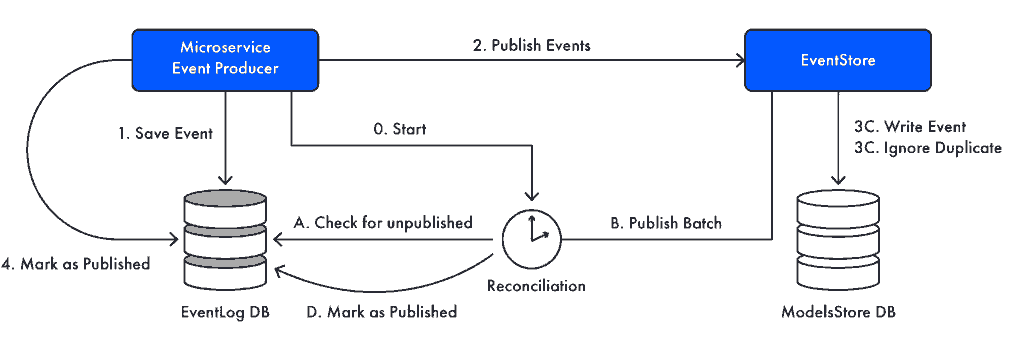 Microservice
Event Producer
2. Publish Events
EventStore
1. Save Event
0. Start
3C. Write Event
3C. Ignore Duplicate
A. Check for unpublished
B. Publish Batch
4. Mark as Published
Reconciliation
EventLog DB
D. Mark as Published
ModelsStore DB